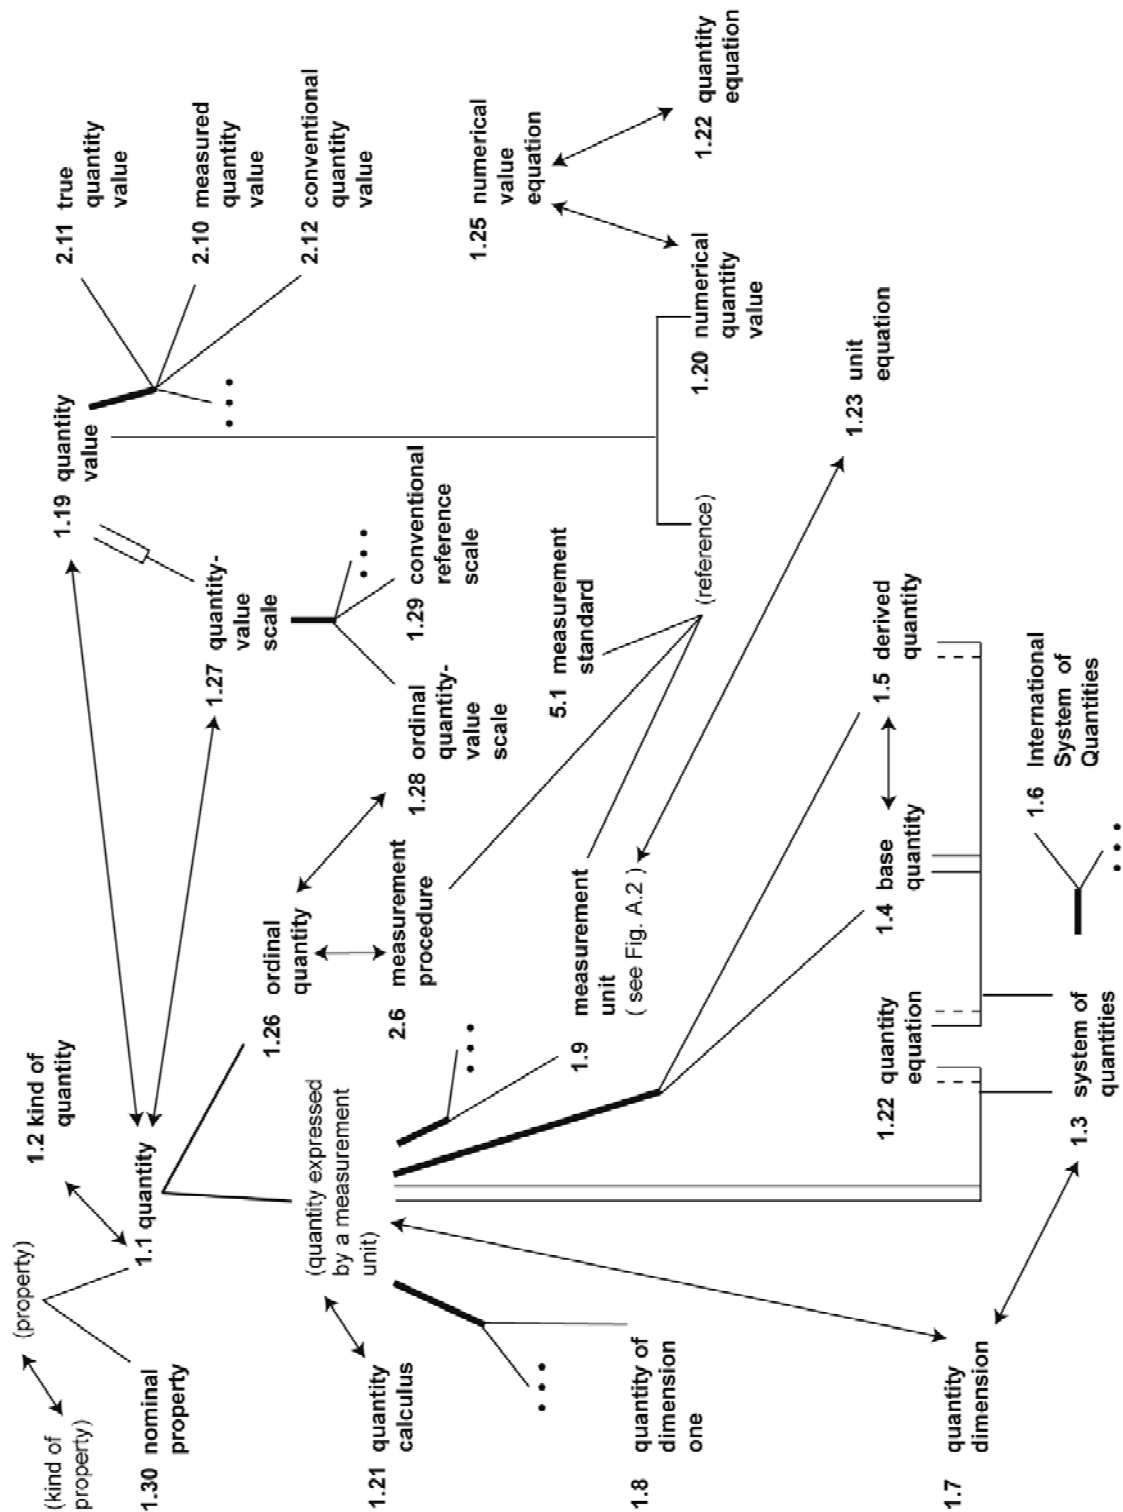 (kind of
property)
(property)
1.30 nominal
property
1.1 quantity
1.2 kind of
quantity
1.19 quantity
value
2.11 true
quantity
value
2.10 measured
quantity
value
2.12 conventional
quantity
value
1.27 quantity-
value
scale
1.26 ordinal
quantity
1.28 ordinal
quantity-
value
scale
1.29 conventional
reference
scale
1.21 quantity
calculus
(quantity expressed
by a measurement
unit)
2.6 measurement
procedure
5.1 measurement
standard
1.25 numerical
value
equation
1.22 quantity
equation
1.20 numerical
quantity
value
(reference)
1.9 measurement
unit
( see Fig. A.2 )
1.8 quantity of
dimension
one
1.23 unit
equation
1.22 quantity
equation
1.4 base
quantity
1.5 derived
quantity
1.7 quantity
dimension
1.3 system of
quantities
1.6 International
System of
Quantities